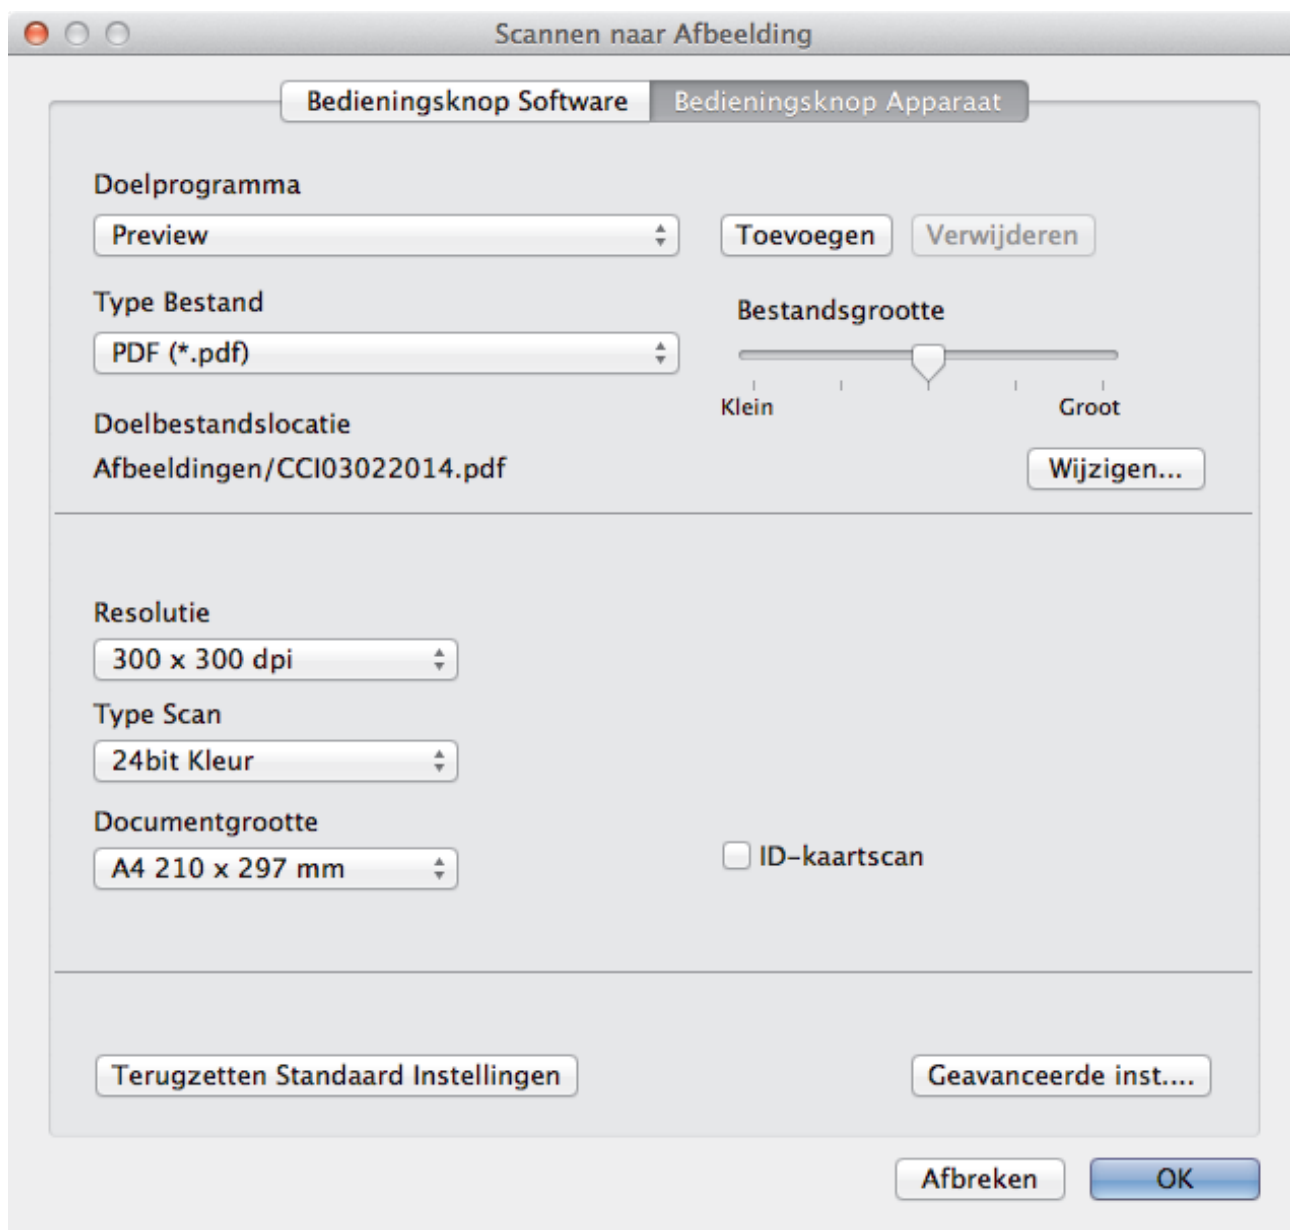 Scannen naar Afbeelding
Bedieningsknop Software
Bedieningsknop Apparaat
Doelprogramma
Preview
Toevoegen
Verwijderen
Type Bestand
Bestandsgrootte
PDF (*.pdf)
Klein
Groot
Doelbestandslocatie
Afbeeldingen/CCI03022014.pdf
Wijzigen...
Resolutie
300 x 300 dpi
Type Scan
24bit Kleur
Documentgrootte
A4 210 x 297 mm
ID-kaartscan
Terugzetten Standaard Instellingen
Geavanceerde inst....
Afbreken
OK